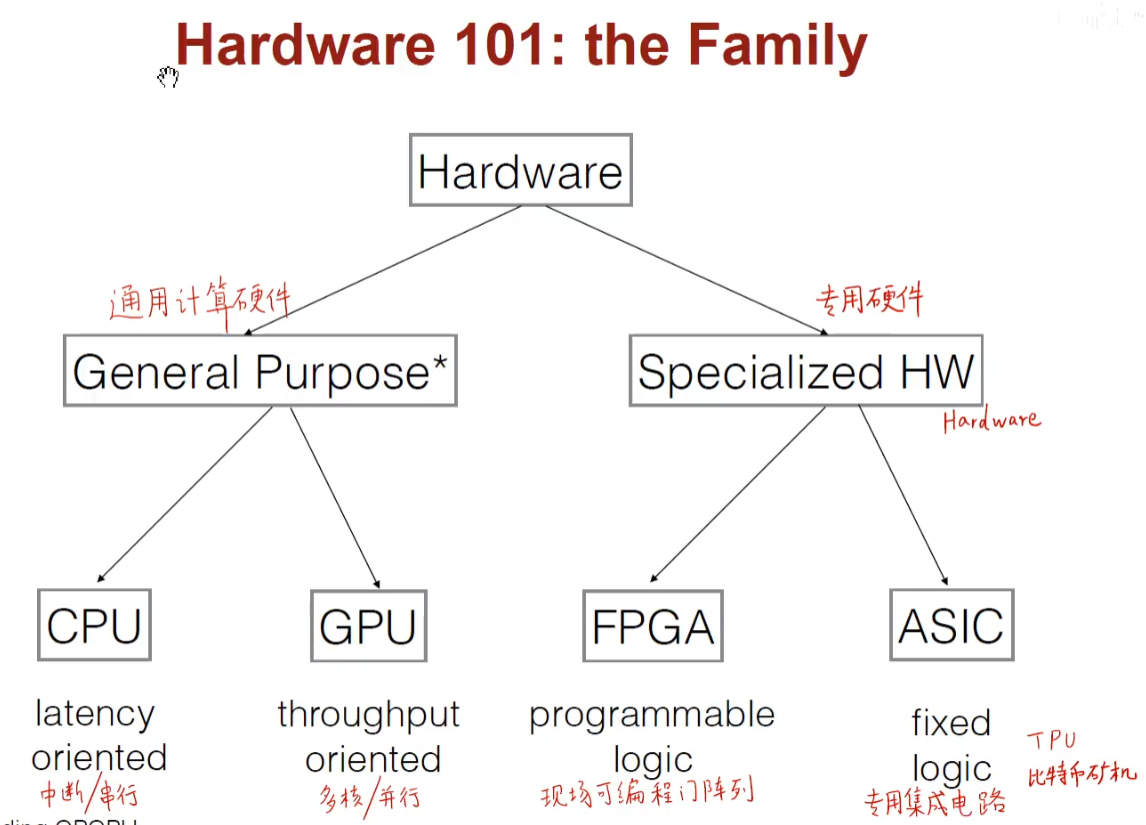 Hardware 101: the Family
Hardware
通用计算硬件
专用硬件
General Purpose*
Specialized HW
Hardware
CPU
GPU
FPGA
ASIC
latency
oriented
中断/串行
throughput
oriented
多核/并行
programmable
logic
现场可编程门阵列
fixed
logic
专用集成电路
TPU
比特币矿机